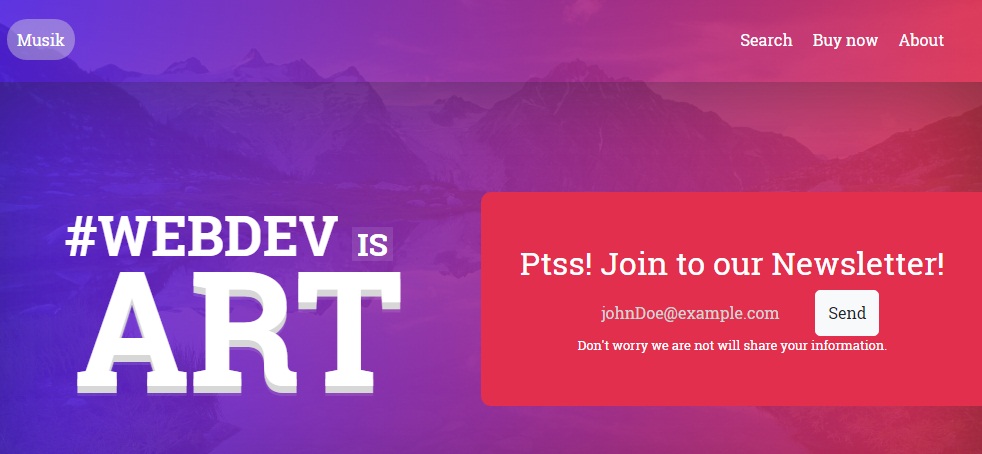 Musik
Search
Buy now
About
#WEBDEV IS
ART
Ptss! Join to our Newsletter!
johnDoe@example.com
Send
Don't worry we are not will share your information.